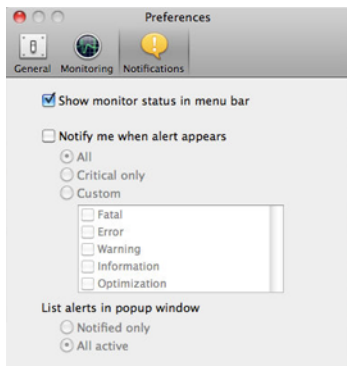 Preferences
General Monitoring Notifications
Show monitor status in menu bar
Notify me when alert appears
All
Critical only
Custom
Fatal
Error
Warning
Information
Optimization
List alerts in popup window
Notified only
All active